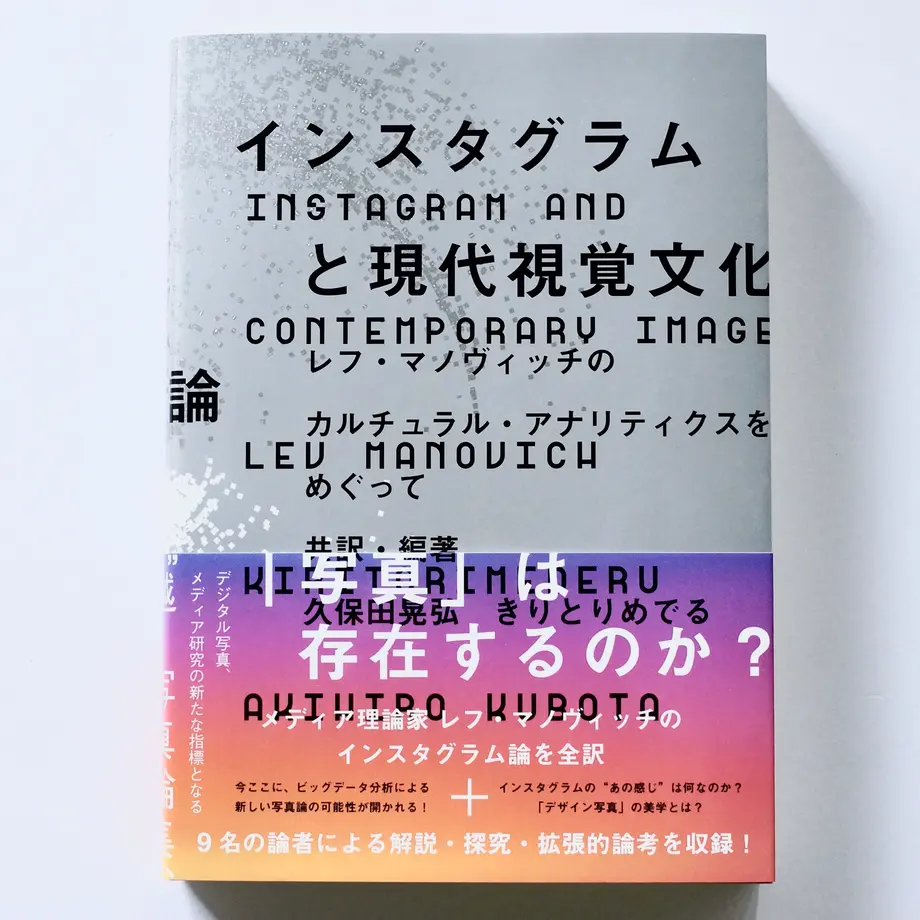 インスタグラム
INSTAGRAM AND
と現代視覚文化
CONTEMPORARY IMAGE
レフ・マノヴィッチの
論
カルチュラル・アナリティクスを
LEV MANOVICH
めぐって
共訳・編著
KIRITORIMEDERU
久保田晃弘 きりとりめでる
AKIHIRO KUBOTA
「写真」は
存在するのか?
メディア理論家 レフ・マノヴィッチの
インスタグラム論を全訳
今ここに、ビッグデータ分析による
新しい写真論の可能性が開かれる!
+
インスタグラムの“あの感じ”は何なのか?
「デザイン写真」の美学とは?
9名の論者による解説・探究・拡張的論考を収録!
デジタル写真、
メディア研究の新たな指標となる
写真論集